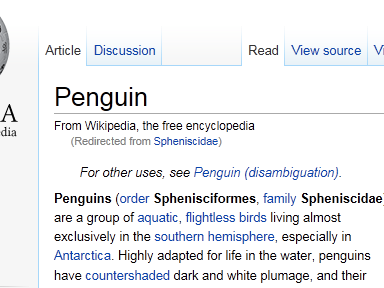 Article Discussion Read View source Vi
A
edia
Penguin
From Wikipedia, the free encyclopedia
(Redirected from Spheniscidae)
For other uses, see Penguin (disambiguation).
Penguins (order Sphenisciformes, family Spheniscidae)
are a group of aquatic, flightless birds living almost
exclusively in the southern hemisphere, especially in
Antarctica. Highly adapted for life in the water, penguins
have countershaded dark and white plumage, and their